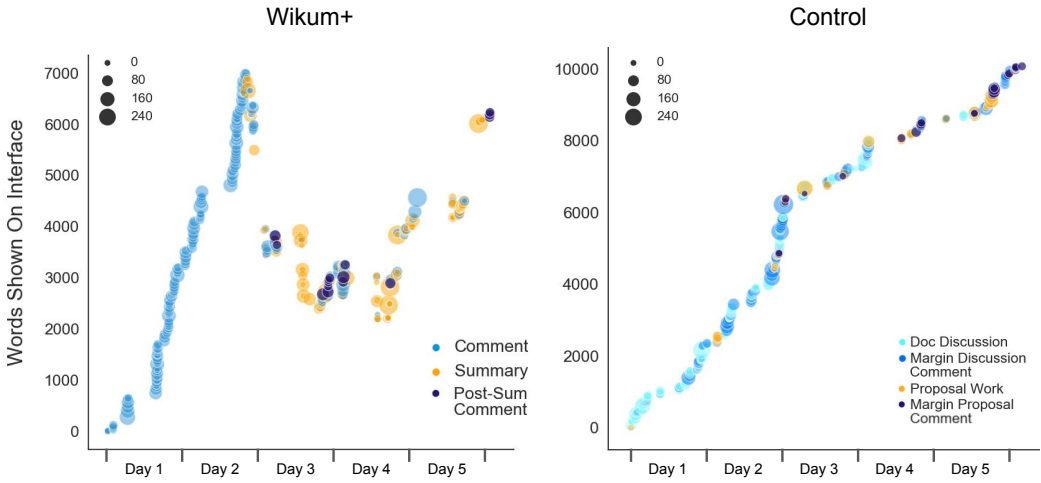 Wikum+
Control
Words Shown On Interface
7000
6000
5000
4000
3000
2000
1000
0
0
80
160
240
Comment
Summary
Post-Sum
Comment
Day 1
Day 2
Day 3
Day 4
Day 5
10000
8000
6000
4000
2000
0
0
80
160
240
Doc Discussion
Margin Discussion
Comment
Proposal Work
Margin Proposal
Comment
Day 1
Day 2
Day 3
Day 4
Day 5